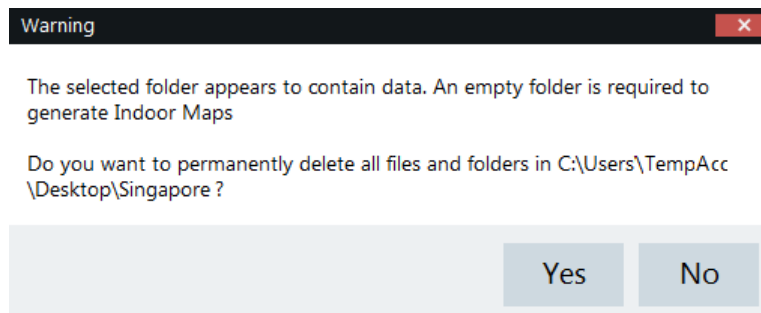 Warning
The selected folder appears to contain data. An empty folder is required to
generate Indoor Maps
Do you want to permanently delete all files and folders in C:\Users\TempAcc
\Desktop\Singapore ?
Yes No